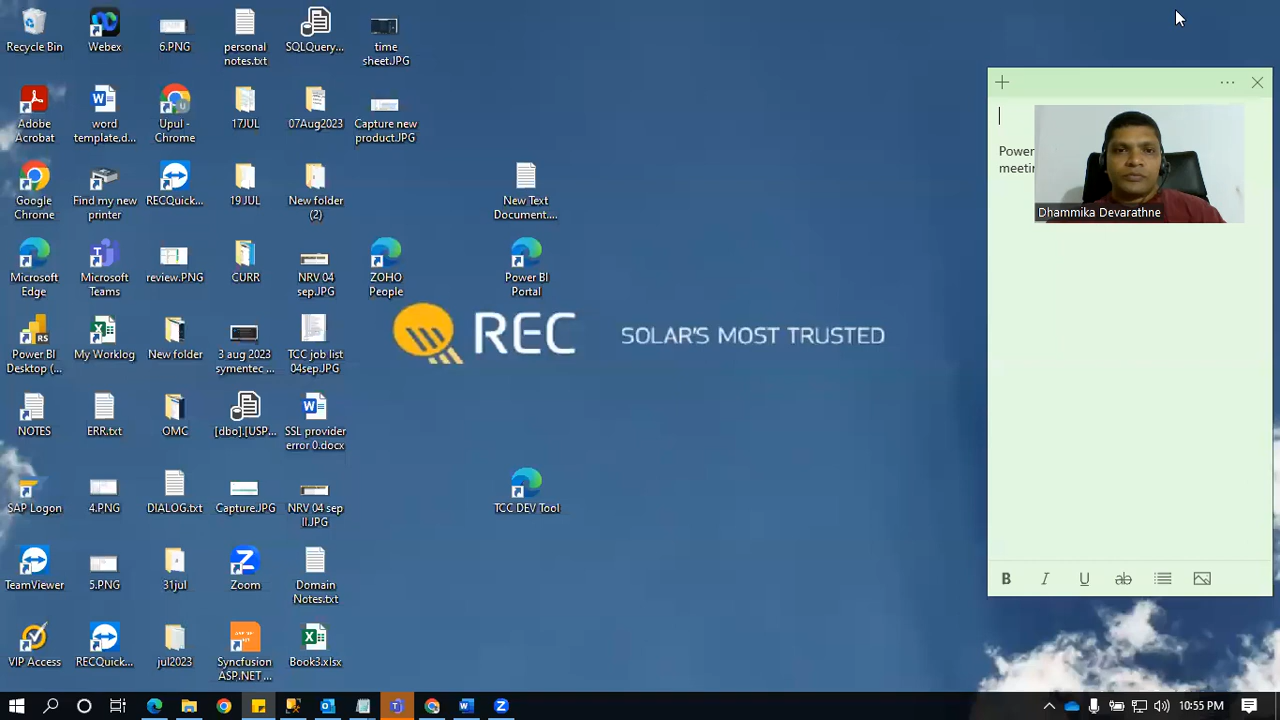 Recycle Bin
Webex
6.PNG
personal
notes.txt
SQLQuery...
time
sheet.JPG
Adobe
Acrobat
word
template.d...
Upul -
Chrome
17JUL
07Aug2023
Capture new
product.JPG
Google
Chrome
Find my new
printer
RECQuick...
19 JUL
New folder
(2)
New Text
Document....
Microsoft
Edge
Microsoft
Teams
review.PNG
CURR
NRV 04
sep.JPG
ZOHO
People
Power BI
Portal
Power BI
Desktop (...
My Worklog
New folder
3 aug 2023
symentec ...
TCC job list
04sep.JPG
REC
SOLAR'S MOST TRUSTED
NOTES
ERR.txt
OMC
[dbo].[USP...
SSL provider
error 0.docx
SAP Logon
4.PNG
DIALOG.txt
Capture.JPG
NRV 04 sep
II.JPG
TCC DEV Tool
TeamViewer
5.PNG
31jul
Zoom
Domain
Notes.txt
VIP Access
RECQuick...
jul2023
Syncfusion
ASP.NET ...
Book3.xlsx
Power
Dhammika Devarathne
B I U ab
10:55 PM